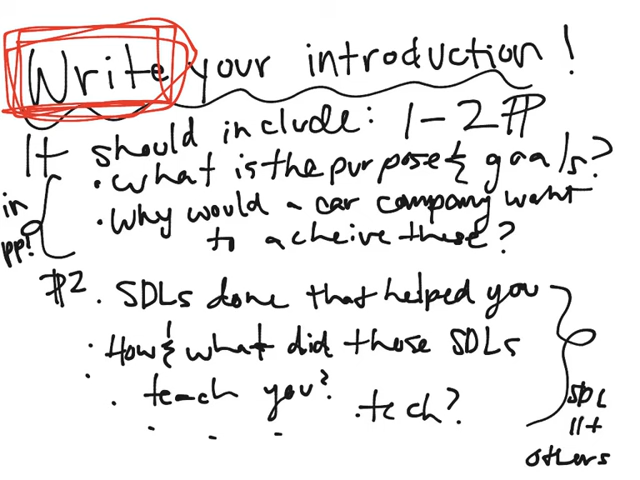 Write your introduction!
It should include: 1-2 ¶
• What is the purpose & goals?
• Why would a car company want
to acheive these?
in
pp!
¶2 • SDLs done that helped you
• How & what did those SDLs
• teach you? • tech?
SDL
11+
others